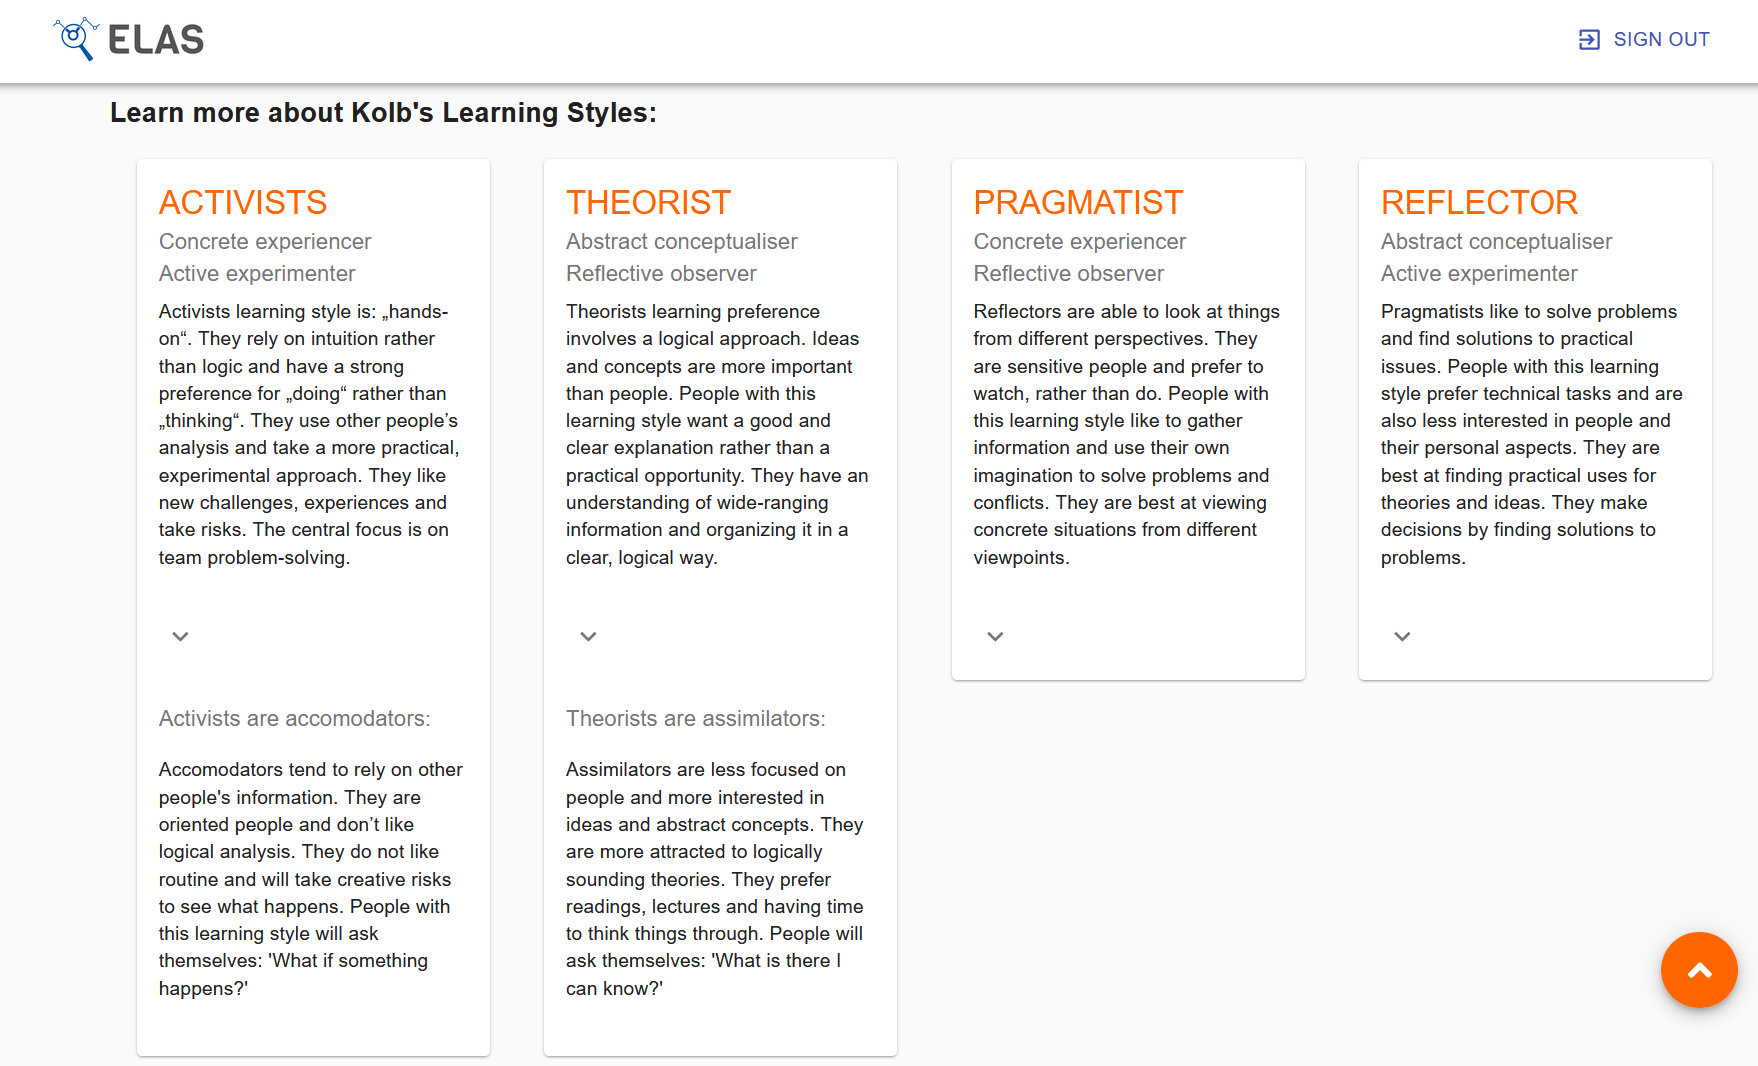 ELAS
SIGN OUT
Learn more about Kolb's Learning Styles:
ACTIVISTS
Concrete experiencer
Active experimenter
Activists learning style is: „hands-
on“. They rely on intuition rather
than logic and have a strong
preference for „doing“ rather than
„thinking“. They use other people’s
analysis and take a more practical,
experimental approach. They like
new challenges, experiences and
take risks. The central focus is on
team problem-solving.
Activists are accomodators:
Accomodators tend to rely on other
people's information. They are
oriented people and don’t like
logical analysis. They do not like
routine and will take creative risks
to see what happens. People with
this learning style will ask
themselves: 'What if something
happens?'
THEORIST
Abstract conceptualiser
Reflective observer
Theorists learning preference
involves a logical approach. Ideas
and concepts are more important
than people. People with this
learning style want a good and
clear explanation rather than a
practical opportunity. They have an
understanding of wide-ranging
information and organizing it in a
clear, logical way.
Theorists are assimilators:
Assimilators are less focused on
people and more interested in
ideas and abstract concepts. They
are more attracted to logically
sounding theories. They prefer
readings, lectures and having time
to think things through. People will
ask themselves: 'What is there I
can know?'
PRAGMATIST
Concrete experiencer
Reflective observer
Reflectors are able to look at things
from different perspectives. They
are sensitive people and prefer to
watch, rather than do. People with
this learning style like to gather
information and use their own
imagination to solve problems and
conflicts. They are best at viewing
concrete situations from different
viewpoints.
REFLECTOR
Abstract conceptualiser
Active experimenter
Pragmatists like to solve problems
and find solutions to practical
issues. People with this learning
style prefer technical tasks and are
also less interested in people and
their personal aspects. They are
best at finding practical uses for
theories and ideas. They make
decisions by finding solutions to
problems.